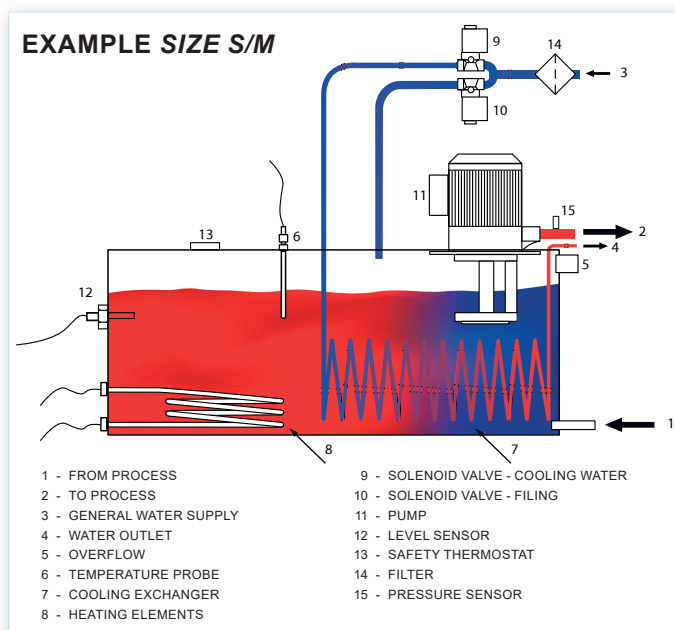 EXAMPLE SIZE S/M
9
14
3
10
11
15
2
13
6
4
5
12
1
8
7
1 - FROM PROCESS
2 - TO PROCESS
3 - GENERAL WATER SUPPLY
4 - WATER OUTLET
5 - OVERFLOW
6 - TEMPERATURE PROBE
7 - COOLING EXCHANGER
8 - HEATING ELEMENTS
9 - SOLENOID VALVE - COOLING WATER
10 - SOLENOID VALVE - FILING
11 - PUMP
12 - LEVEL SENSOR
13 - SAFETY THERMOSTAT
14 - FILTER
15 - PRESSURE SENSOR